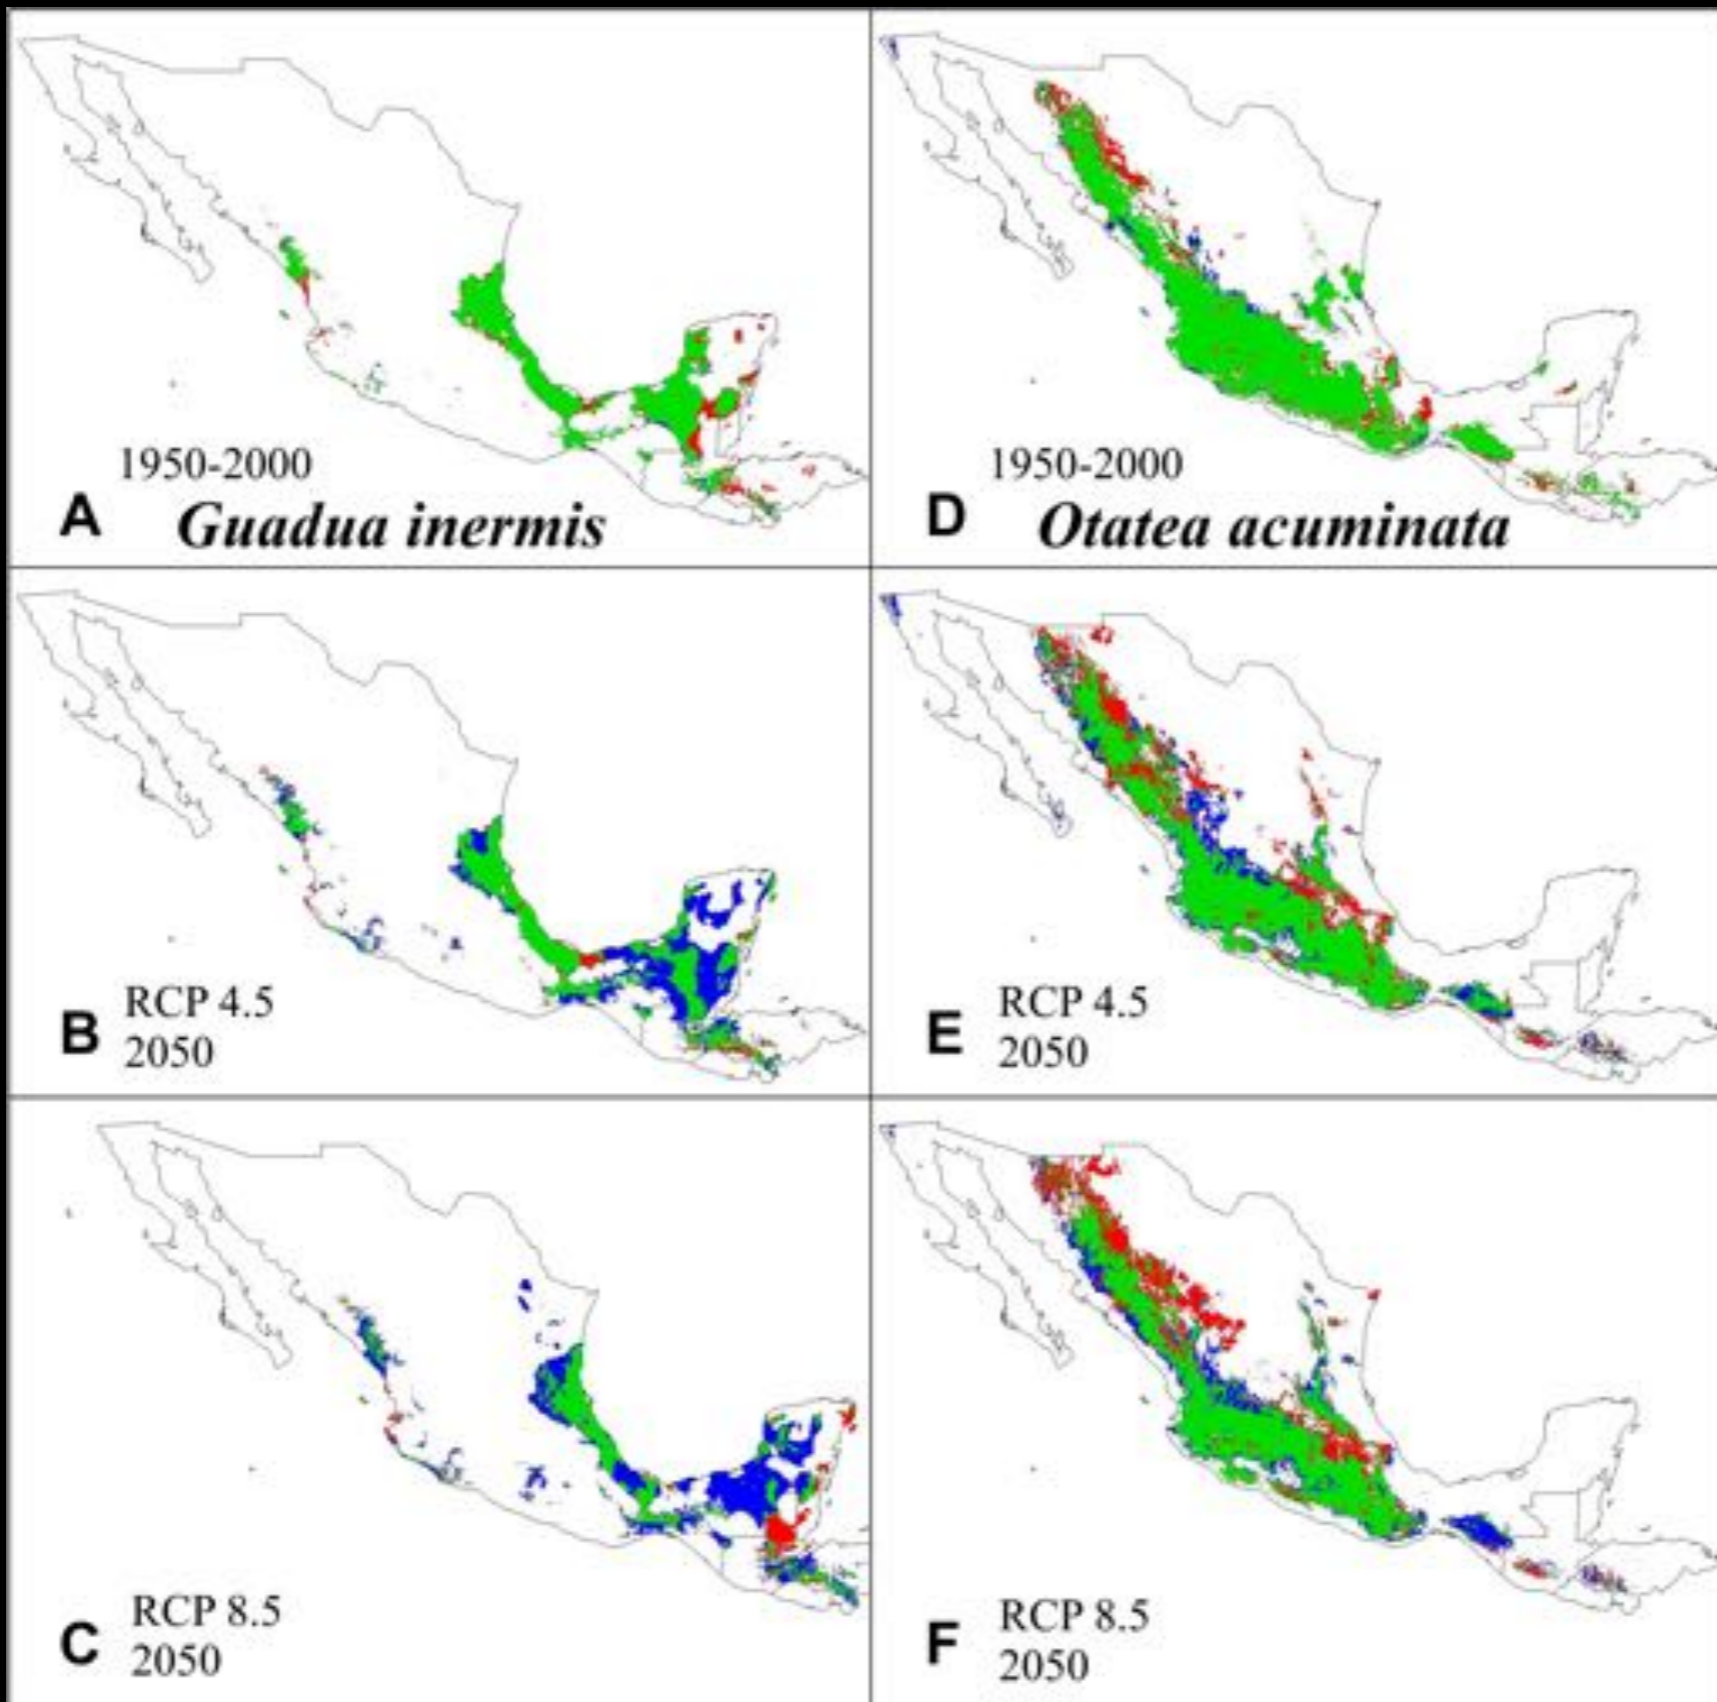 1950-2000
A Guadua inermis
1950-2000
D Otatea acuminata
RCP 4.5
B 2050
RCP 4.5
E 2050
RCP 8.5
C 2050
RCP 8.5
F 2050